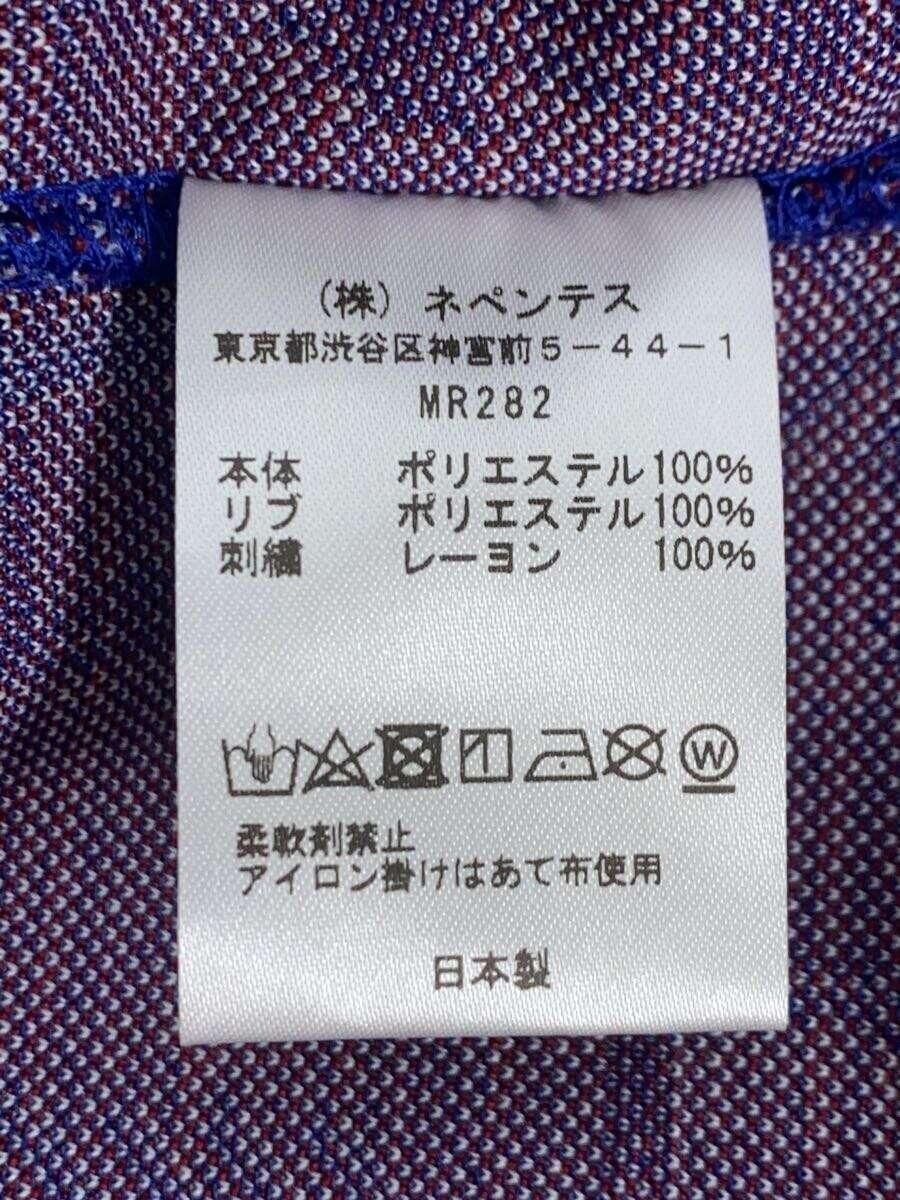 (株) ネペンテス
東京都渋谷区神宮前5-44-1
MR282
本体 ポリエステル100%
リブ ポリエステル100%
刺繍 レーヨン 100%
W
柔軟剤禁止
アイロン掛けはあて布使用
日本製